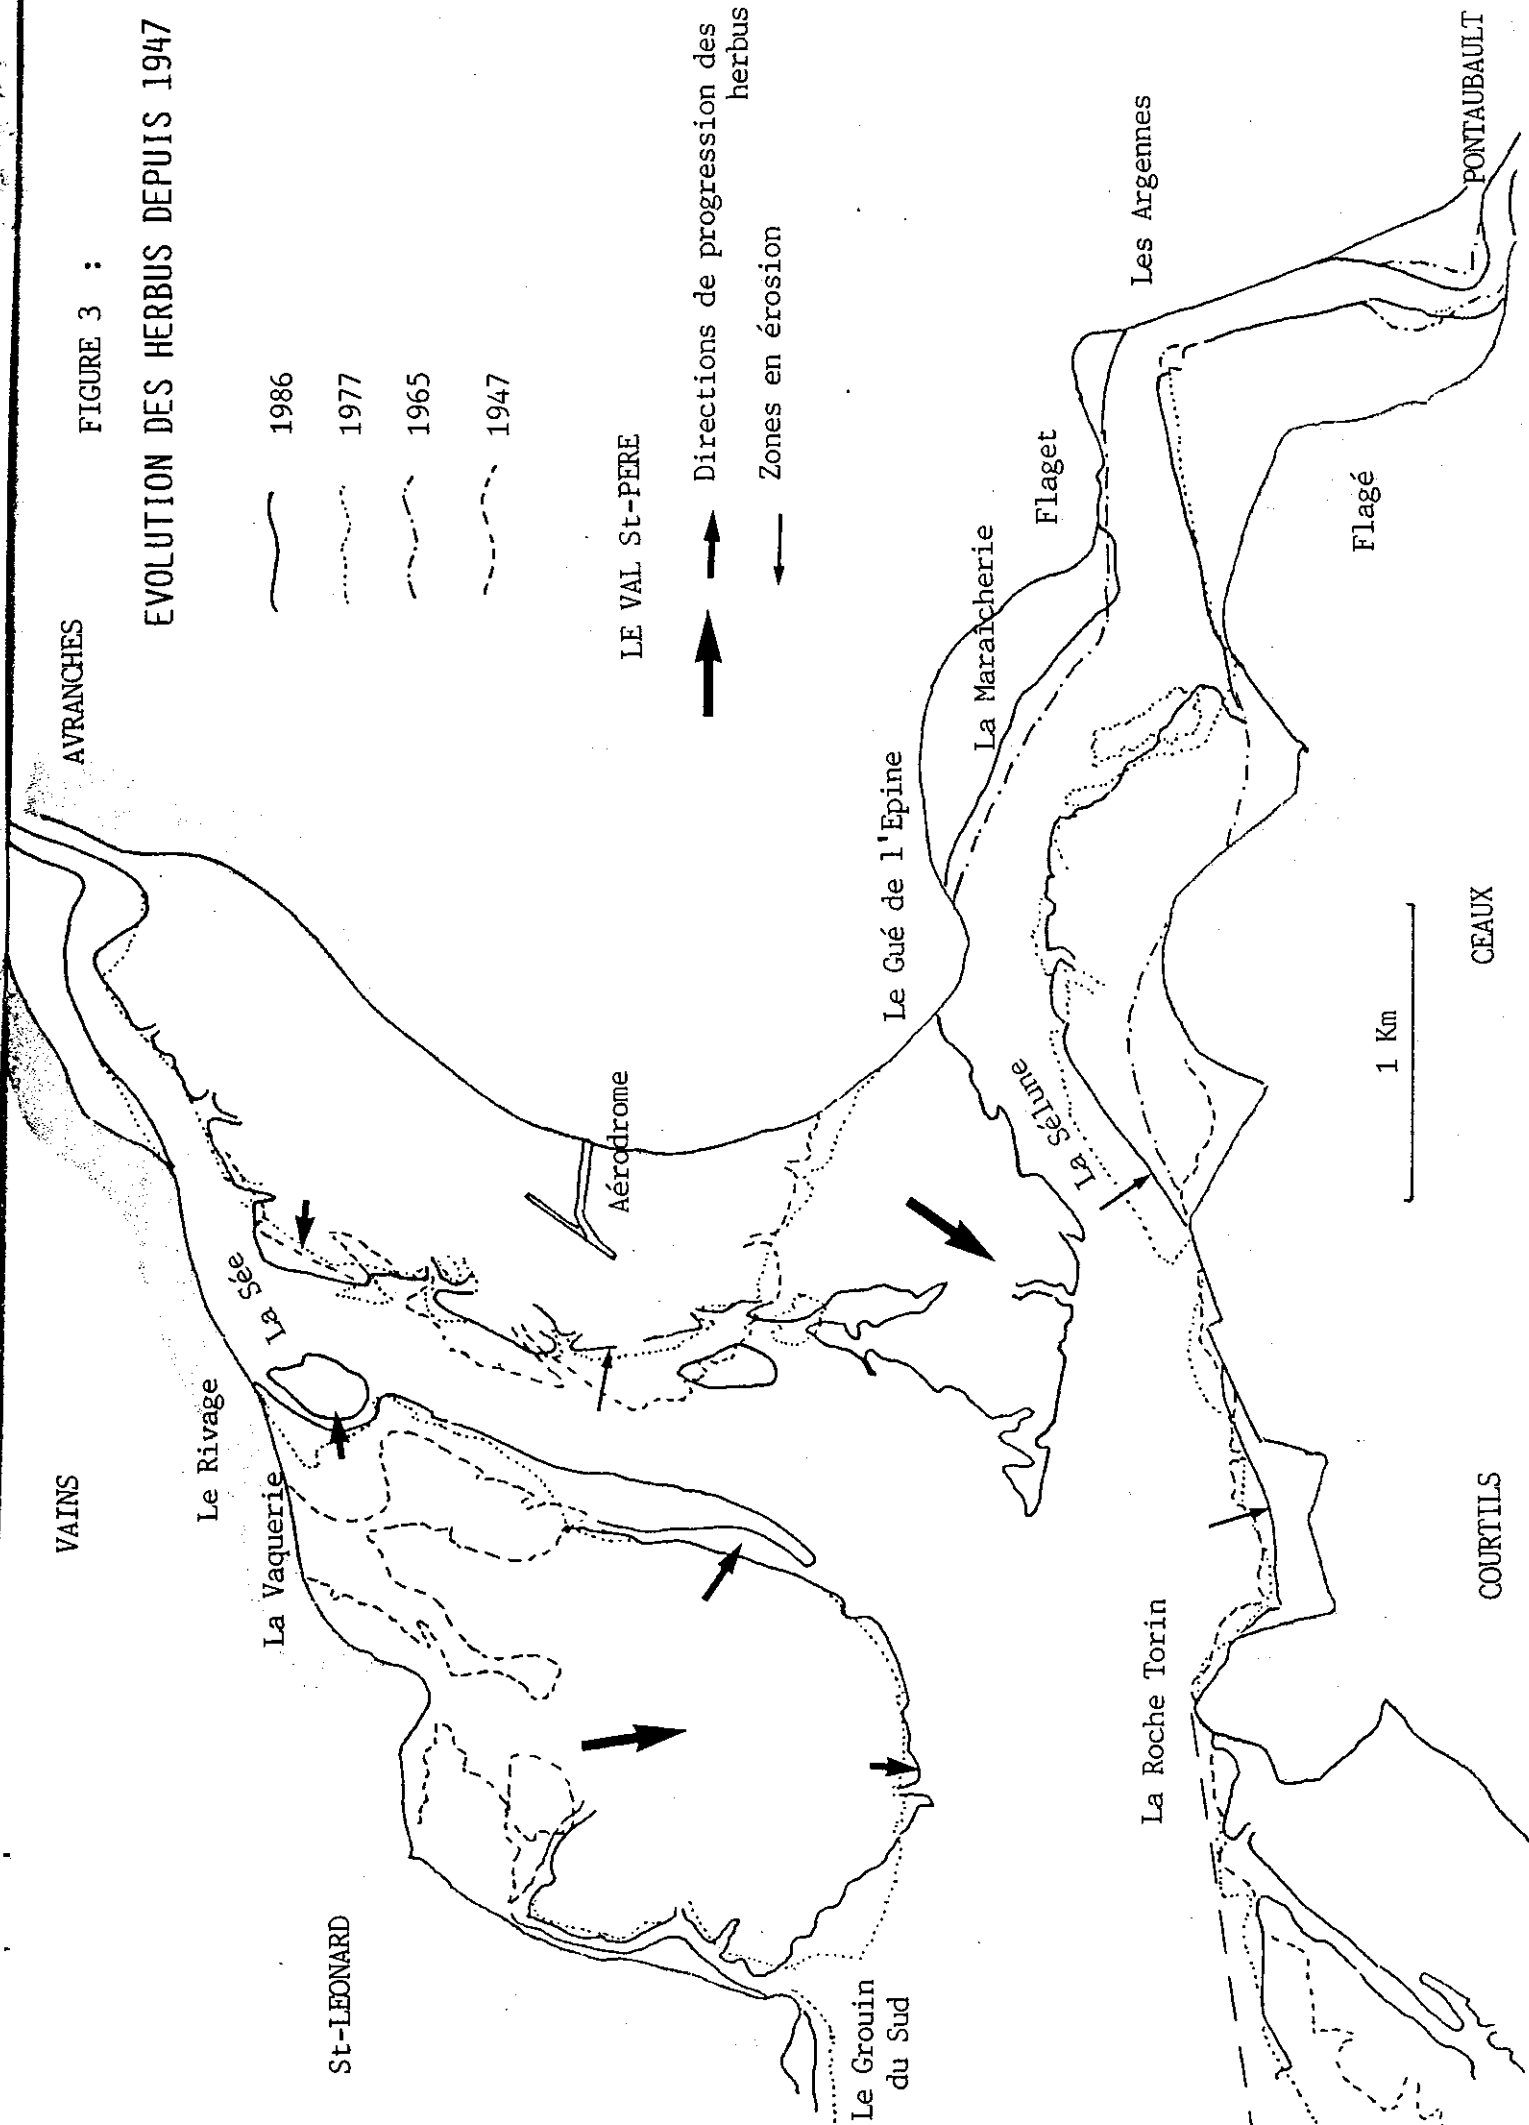 FIGURE 3 :
EVOLUTION DES HERBUS DEPUIS 1947
1986
1977
1965
1947
LE VAL St-PERE
Directions de progression des
herbus
Zones en érosion
AVRANCHES
VAINS
St-LEONARD
Le Rivage
La Vaquerie
La Sée
Aérodrome
Le Grouin
du Sud
Le Gué de l'Epine
La Maraîcherie
Flaget
Les Argennes
La Sélune
La Roche Torin
Flagé
PONTAUBAULT
1 Km
CEAUX
COURTILS